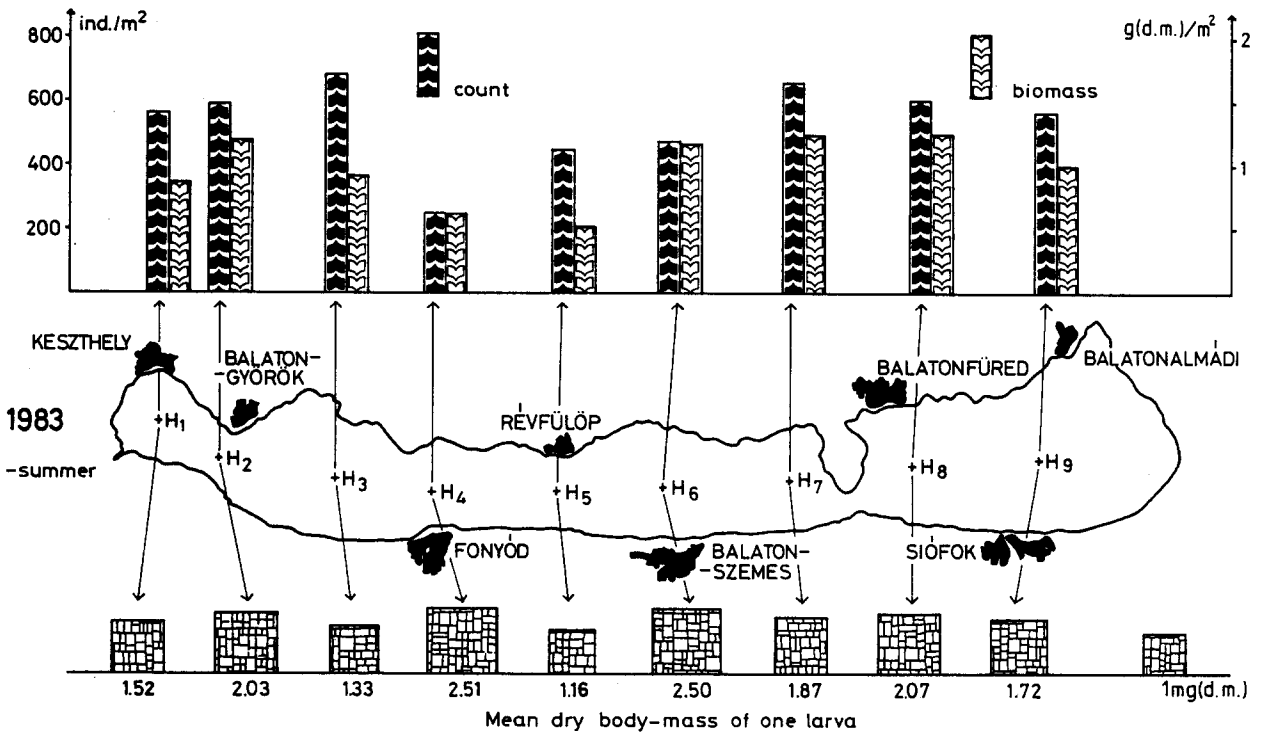 ind./m²
g(d.m.)/m²
800
600
400
200
2
1
count
biomass
KESZTHELY
BALATON-
-GYÖRÖK
RÉVFÜLÖP
BALATONFÜRED
BALATONALMÁDI
1983
-summer
H₁
H₂
H₃
H₄
H₅
H₆
H₇
H₈
H₉
FONYÓD
BALATON-
-SZEMES
SIÓFOK
1.52 2.03 1.33 2.51 1.16 2.50 1.87 2.07 1.72 1mg(d.m.)
Mean dry body-mass of one larva